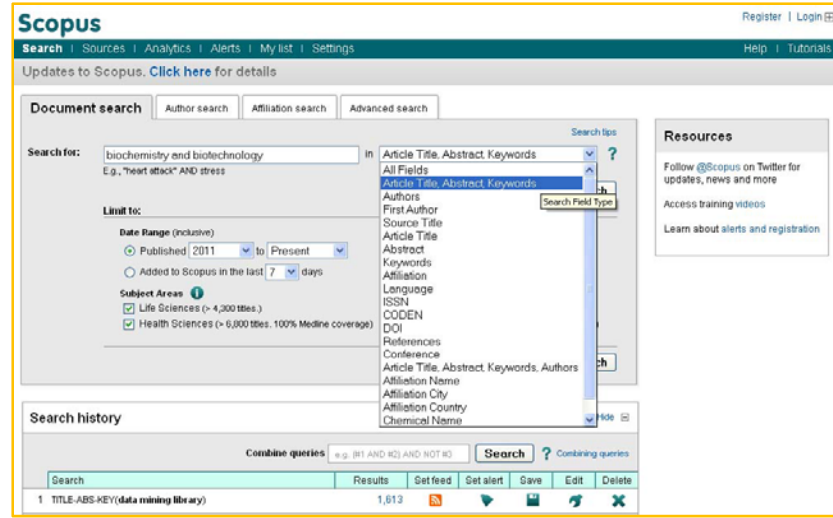 Scopus
Register | Login
Search | Sources | Analytics | Alerts | My list | Settings
Help | Tutorials
Updates to Scopus. Click here for details
Document search
Author search
Affiliation search
Advanced search
Search tips
Search for:
biochemistry and biotechnology
in
Article Title, Abstract, Keywords
?
E.g., "heart attack" AND stress
All Fields
Article Title, Abstract, Keywords
Authors
First Author
Source Title
Article Title
Abstract
Keywords
Affiliation
Language
ISSN
CODEN
DOI
References
Conference
Article Title, Abstract, Keywords, Authors
Affiliation Name
Affiliation City
Affiliation Country
Chemical Name
Search Field Type
ch
Limit to:
Date Range (inclusive)
Published 2011 to Present
Added to Scopus in the last 7 days
Subject Areas
Life Sciences (> 4,300 titles.)
Health Sciences (> 6,800 titles. 100% Medline coverage)
ch
Resources
Follow @Scopus on Twitter for
updates, news and more
Access training videos
Learn about alerts and registration
Search history
Hide
Combine queries
e.g. (#1 AND #2) AND NOT #3
Search
? Combining queries
Search Results Set feed Set alert Save Edit Delete
1 TITLE-ABS-KEY(data mining library) 1,613